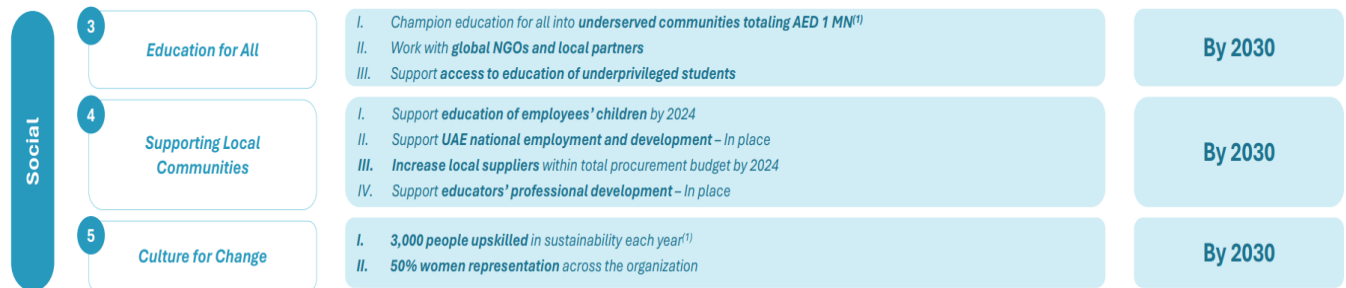 Social
3
Education for All
I. Champion education for all into underserved communities totaling AED 1 MN(1)
II. Work with global NGOs and local partners
III. Support access to education of underprivileged students
By 2030
4
Supporting Local
Communities
I. Support education of employees’ children by 2024
II. Support UAE national employment and development – In place
III. Increase local suppliers within total procurement budget by 2024
IV. Support educators’ professional development – In place
By 2030
5
Culture for Change
I. 3,000 people upskilled in sustainability each year(1)
II. 50% women representation across the organization
By 2030